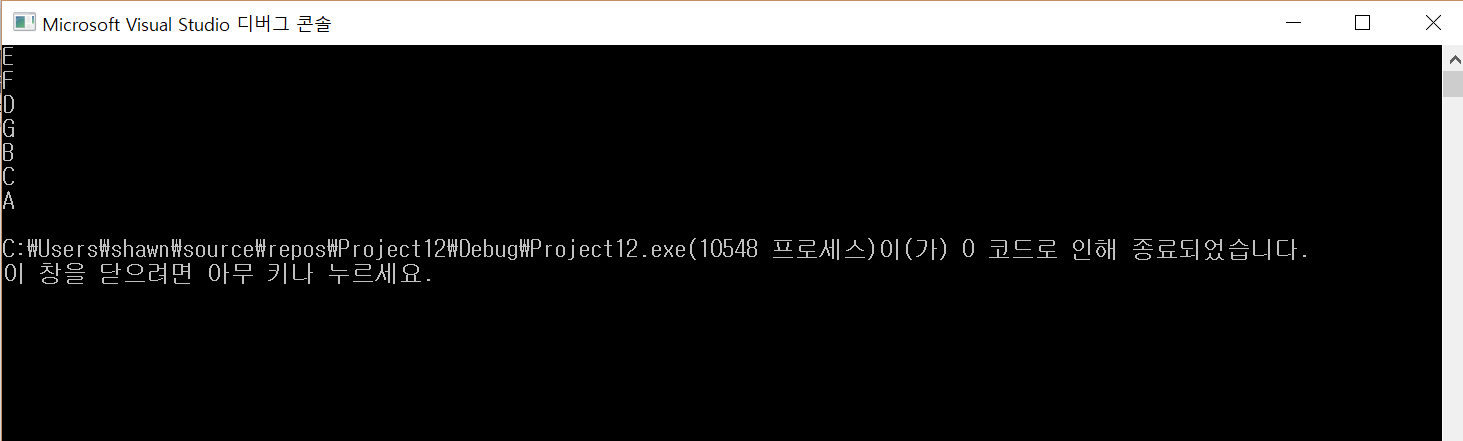 Microsoft Visual Studio 디버그 콘솔
E
F
D
G
B
C
A
C:₩Users₩shawn₩source₩repos₩Project12₩Debug₩Project12.exe(10548 프로세스)이(가) 0 코드로 인해 종료되었습니다.
이 창을 닫으려면 아무 키나 누르세요.